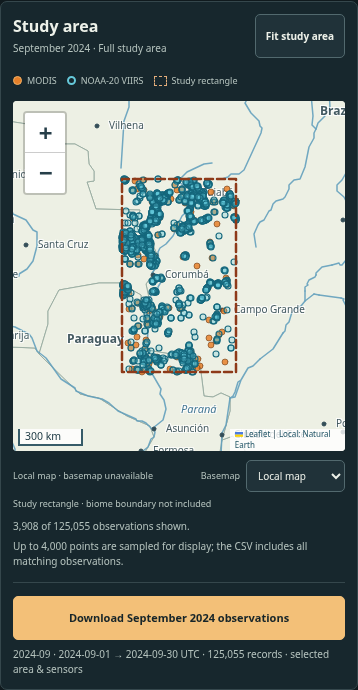 Study area
September 2024 · Full study area
Fit study area
MODIS
NOAA-20 VIIRS
Study rectangle
+
−
Braz
Vilhena
Santa Cruz
Corumbá
Campo Grande
Paraguay
Paraná
Asunción
Formosa
300 km
Leaflet | Local: Natural
Earth
Local map · basemap unavailable
Basemap
Local map
Study rectangle · biome boundary not included
3,908 of 125,055 observations shown.
Up to 4,000 points are sampled for display; the CSV includes all
matching observations.
Download September 2024 observations
2024-09 · 2024-09-01 → 2024-09-30 UTC · 125,055 records · selected
area & sensors